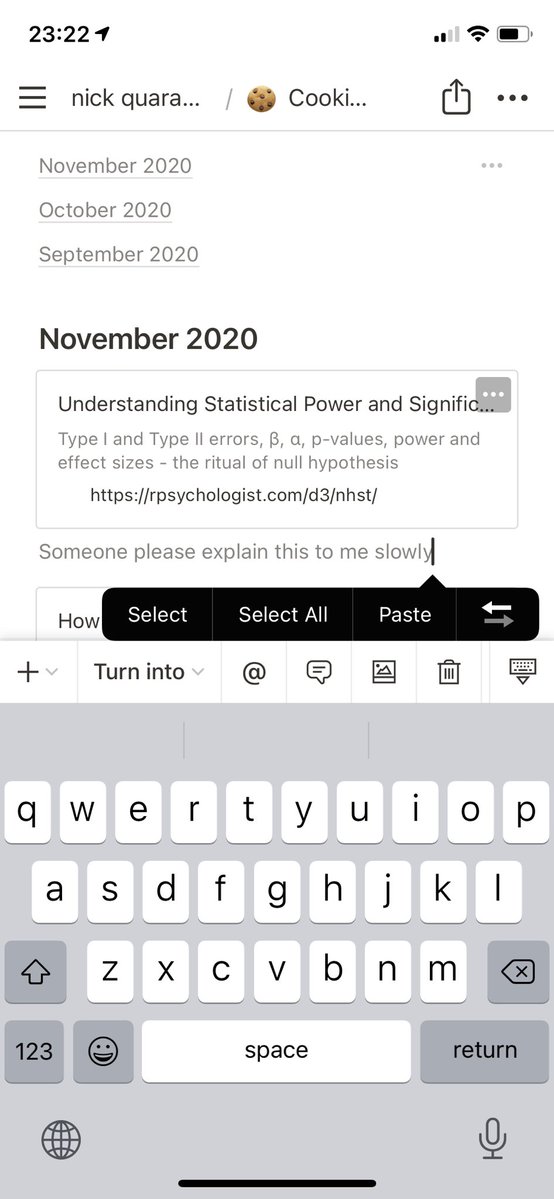 23:22
nick quara... / Cooki...
November 2020
October 2020
September 2020
November 2020
Understanding Statistical Power and Signific...
Type I and Type II errors, β, α, p-values, power and
effect sizes - the ritual of null hypothesis
https://rpsychologist.com/d3/nhst/
Someone please explain this to me slowly
How
Select Select All Paste
Turn into @
q w e r t y u i o p
a s d f g h j k l
z x c v b n m
123 space return